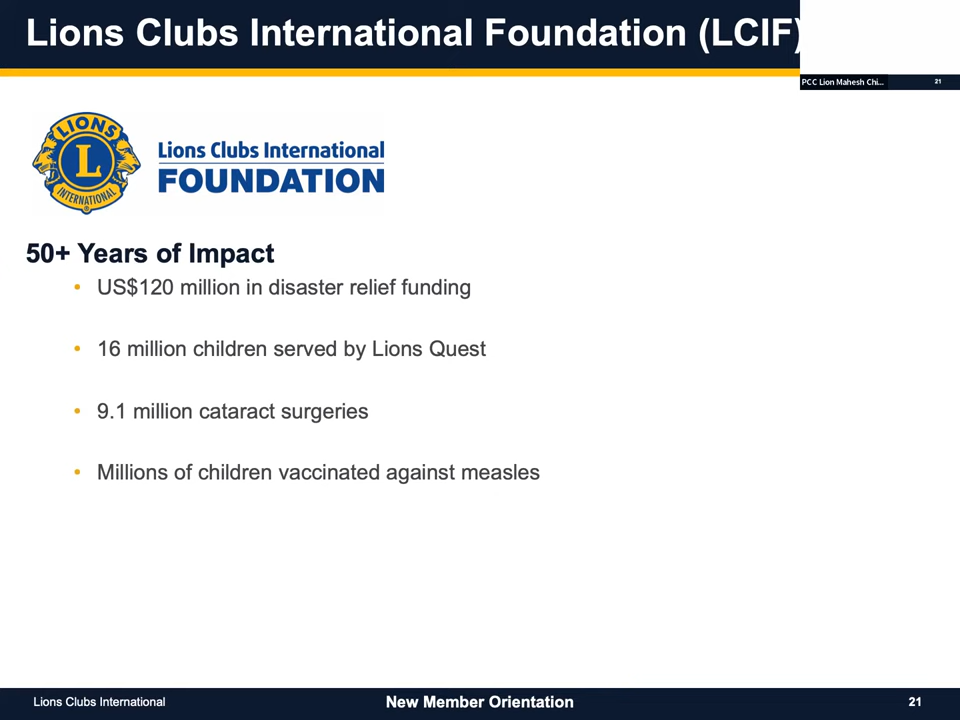 Lions Clubs International Foundation (LCIF)
PCC Lion Mahesh Chi...
21
LIONS
L
INTERNATIONAL
®
Lions Clubs International
FOUNDATION
50+ Years of Impact
• US$120 million in disaster relief funding
• 16 million children served by Lions Quest
• 9.1 million cataract surgeries
• Millions of children vaccinated against measles
Lions Clubs International
New Member Orientation
21